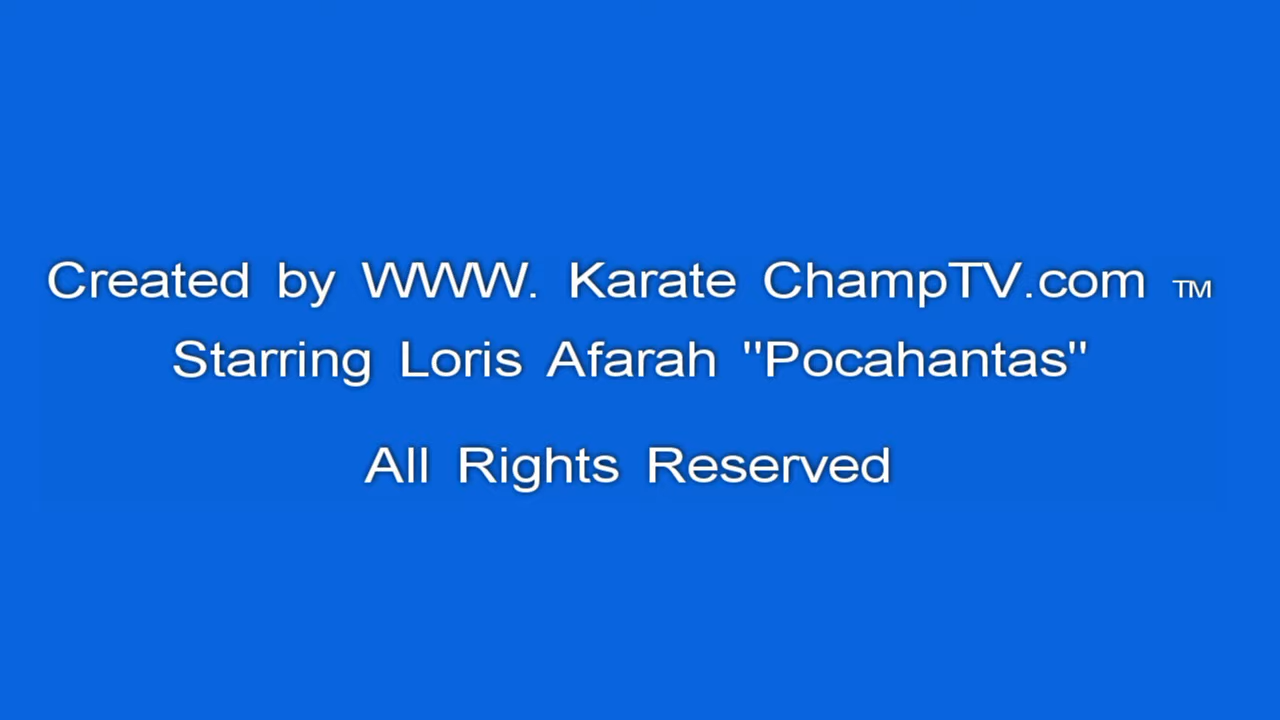 Created by WWW. Karate ChampTV.com ™
Starring Loris Afarah "Pocahantas"
All Rights Reserved